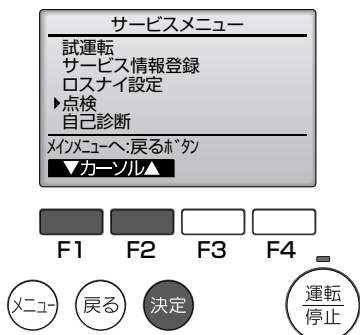 サービスメニュー
試運転
サービス情報登録
ロスナイ設定
▶点検
自己診断
ﾒｲﾝﾒﾆｭｰへ:戻るﾎﾞﾀﾝ
▼カーソル▲
F1 F2 F3 F4
メニュー 戻る 決定 運転
停止